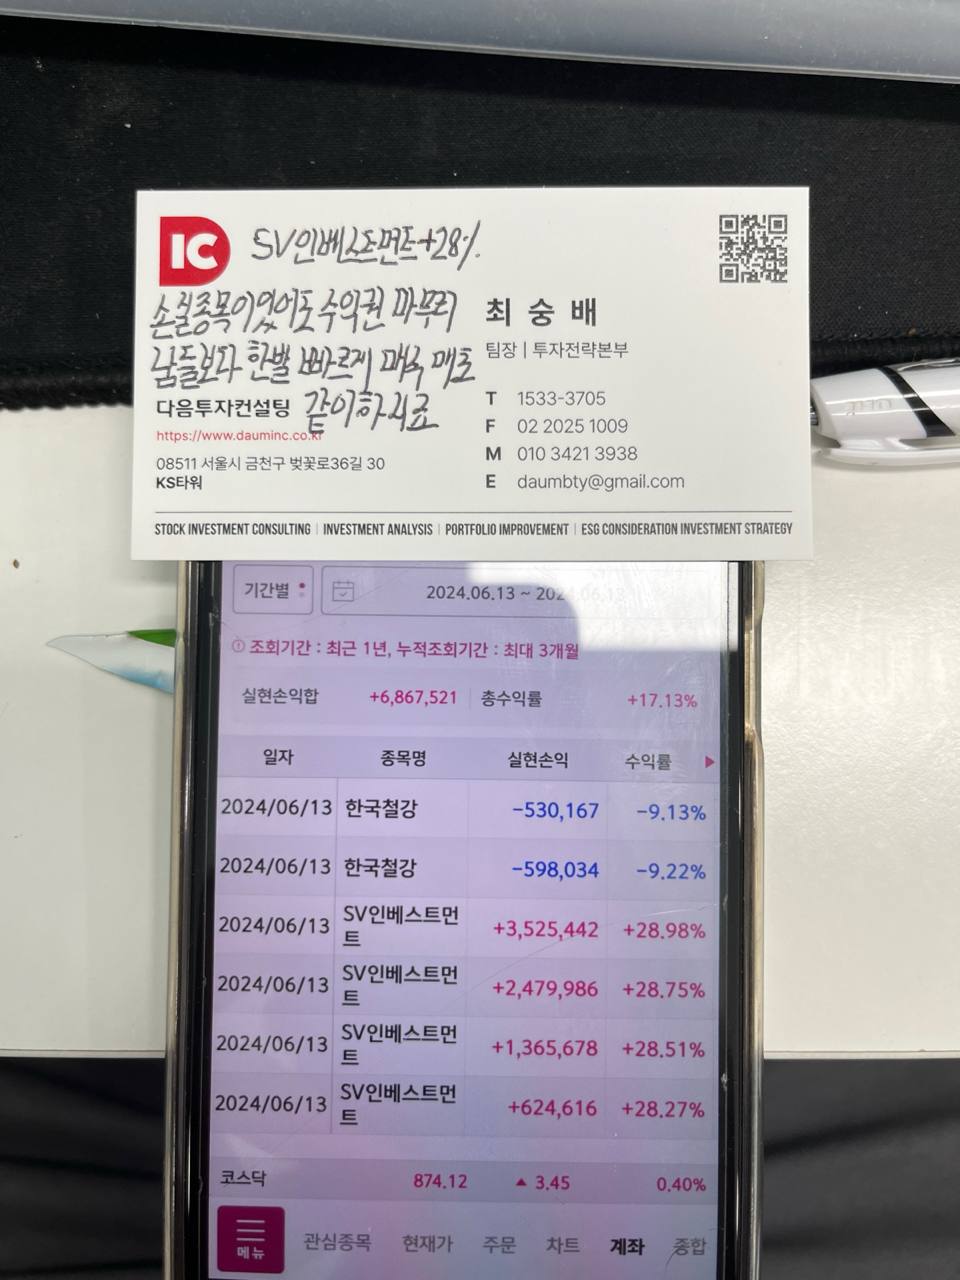 IC SV인베스트먼트 +28%.
손실종목이있어도 수익권 마무리
남들보다 한발 빠르게 매수 매도
같이하시죠
다음투자컨설팅
https://www.dauminc.co.kr
08511 서울시 금천구 벚꽃로36길 30
KS타워
최숭배
팀장 | 투자전략본부
T 1533-3705
F 02 2025 1009
M 010 3421 3938
E daumbty@gmail.com
STOCK INVESTMENT CONSULTING | INVESTMENT ANALYSIS | PORTFOLIO IMPROVEMENT | ESG CONSIDERATION INVESTMENT STRATEGY
기간별 2024.06.13 ~ 2024.06.13
조회기간 : 최근 1년, 누적조회기간 : 최대 3개월
실현손익합 +6,867,521 총수익률 +17.13%
일자 종목명 실현손익 수익률
2024/06/13 한국철강 -530,167 -9.13%
2024/06/13 한국철강 -598,034 -9.22%
2024/06/13 SV인베스트먼트 +3,525,442 +28.98%
2024/06/13 SV인베스트먼트 +2,479,986 +28.75%
2024/06/13 SV인베스트먼트 +1,365,678 +28.51%
2024/06/13 SV인베스트먼트 +624,616 +28.27%
코스닥 874.12 ▲ 3.45 0.40%
메뉴 관심종목 현재가 주문 차트 계좌 종합